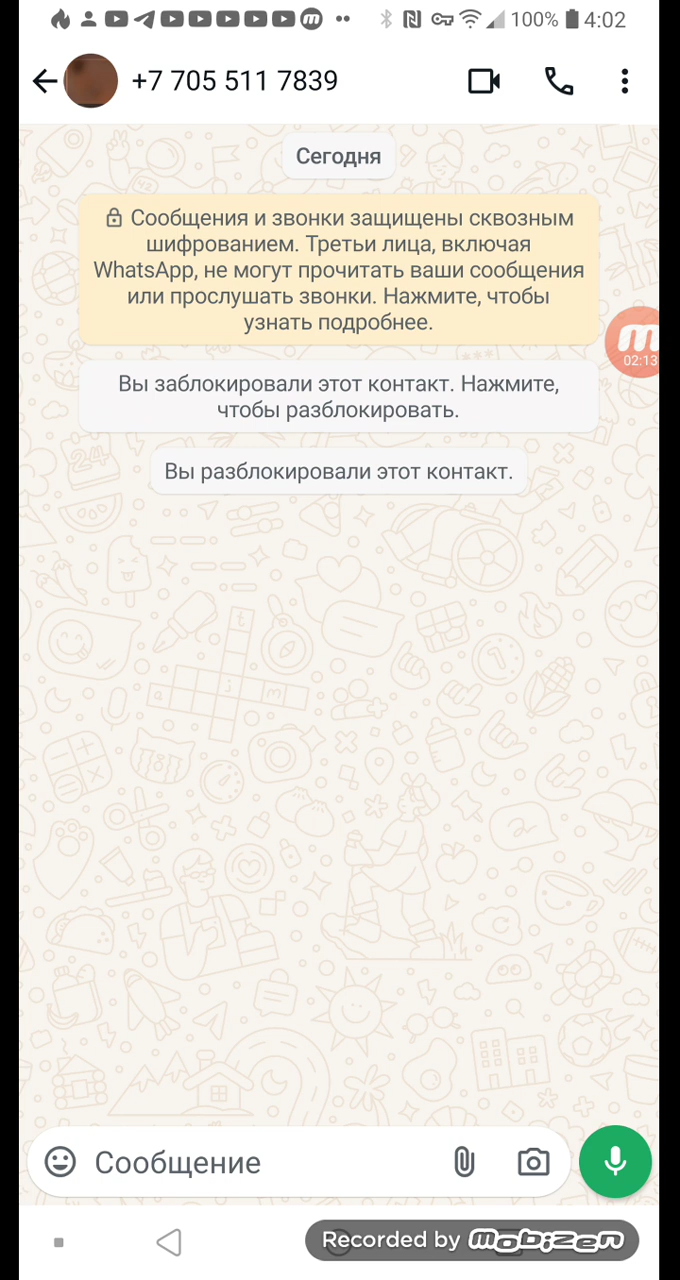 100% 4:02
+7 705 511 7839
Сегодня
Сообщения и звонки защищены сквозным
шифрованием. Третьи лица, включая
WhatsApp, не могут прочитать ваши сообщения
или прослушать звонки. Нажмите, чтобы
узнать подробнее.
m
02:13
Вы заблокировали этот контакт. Нажмите,
чтобы разблокировать.
Вы разблокировали этот контакт.
Сообщение
Recorded by mobizen